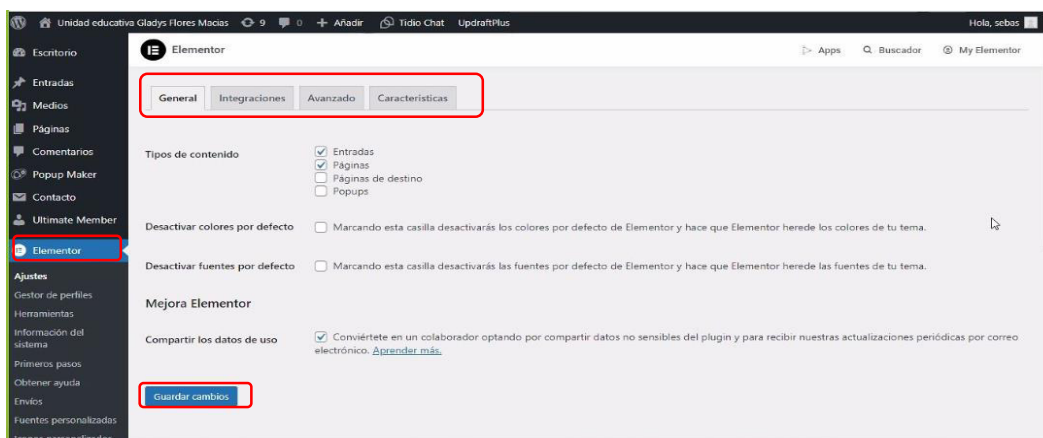 Unidad educativa Gladys Flores Macias 9 0 + Añadir Tidio Chat UpdraftPlus Hola, sebas
Escritorio
Entradas
Medios
Páginas
Comentarios
Popup Maker
Contacto
Ultimate Member
Elementor
Ajustes
Gestor de perfiles
Herramientas
Información del
sistema
Primeros pasos
Obtener ayuda
Envíos
Fuentes personalizadas
Elementor Apps Buscador My Elementor
General Integraciones Avanzado Características
Tipos de contenido
Entradas
Páginas
Páginas de destino
Popups
Desactivar colores por defecto Marcando esta casilla desactivarás los colores por defecto de Elementor y hace que Elementor herede los colores de tu tema.
Desactivar fuentes por defecto Marcando esta casilla desactivarás las fuentes por defecto de Elementor y hace que Elementor herede las fuentes de tu tema.
Mejora Elementor
Compartir los datos de uso Conviértete en un colaborador optando por compartir datos no sensibles del plugin y para recibir nuestras actualizaciones periódicas por correo
electrónico. Aprender más.
Guardar cambios